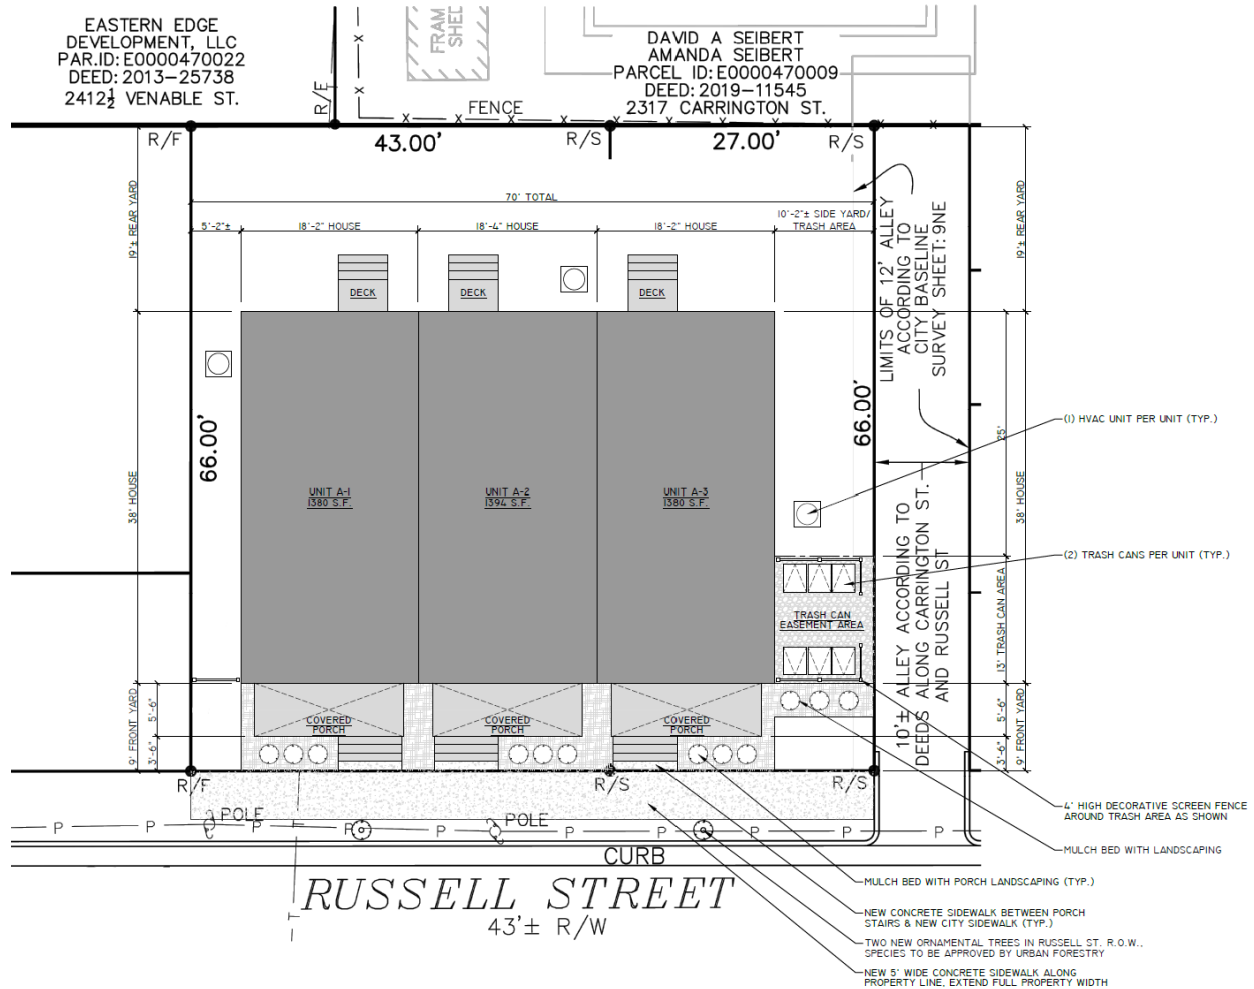 EASTERN EDGE
DEVELOPMENT, LLC
PAR.ID: E0000470022
DEED: 2013-25738
2412½ VENABLE ST.
FRAM
SHED
DAVID A SEIBERT
AMANDA SEIBERT
PARCEL ID: E0000470009
DEED: 2019-11545
2317 CARRINGTON ST.
R/E
FENCE
R/F
43.00'
R/S
27.00'
R/S
70' TOTAL
5'-2"±
18'-2" HOUSE
18'-4" HOUSE
18'-2" HOUSE
10'-2"± SIDE YARD/
TRASH AREA
19'± REAR YARD
19'± REAR YARD
LIMITS OF 12' ALLEY
ACCORDING TO
CITY BASELINE
SURVEY SHEET: 9NE
DECK
DECK
DECK
66.00'
66.00'
38' HOUSE
25'
38' HOUSE
(1) HVAC UNIT PER UNIT (TYP.)
UNIT A-1
1380 S.F.
UNIT A-2
1394 S.F.
UNIT A-3
1380 S.F.
(2) TRASH CANS PER UNIT (TYP.)
TRASH CAN
EASEMENT AREA
13' TRASH CAN AREA
10'± ALLEY ACCORDING TO
DEEDS ALONG CARRINGTON ST.
AND RUSSELL ST
9' FRONT YARD
5'-6"
3'-6"
COVERED
PORCH
COVERED
PORCH
COVERED
PORCH
5'-6"
3'-6"
9' FRONT YARD
R/F
R/S
R/S
4' HIGH DECORATIVE SCREEN FENCE
AROUND TRASH AREA AS SHOWN
POLE
POLE
P
P
P
P
P
P
P
P
CURB
MULCH BED WITH LANDSCAPING
RUSSELL STREET
43'± R/W
MULCH BED WITH PORCH LANDSCAPING (TYP.)
NEW CONCRETE SIDEWALK BETWEEN PORCH
STAIRS & NEW CITY SIDEWALK (TYP.)
TWO NEW ORNAMENTAL TREES IN RUSSELL ST. R.O.W.,
SPECIES TO BE APPROVED BY URBAN FORESTRY
NEW 5' WIDE CONCRETE SIDEWALK ALONG
PROPERTY LINE, EXTEND FULL PROPERTY WIDTH